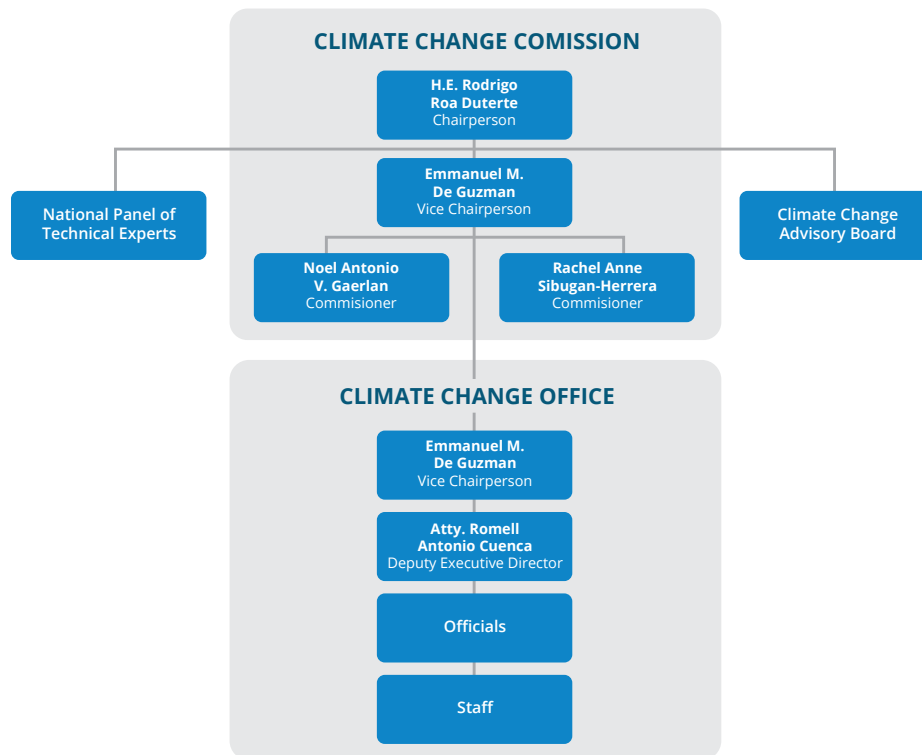 CLIMATE CHANGE COMISSION
H.E. Rodrigo
Roa Duterte
Chairperson
National Panel of
Technical Experts
Emmanuel M.
De Guzman
Vice Chairperson
Climate Change
Advisory Board
Noel Antonio
V. Gaerlan
Commisioner
Rachel Anne
Sibugan-Herrera
Commisioner
CLIMATE CHANGE OFFICE
Emmanuel M.
De Guzman
Vice Chairperson
Atty. Romell
Antonio Cuenca
Deputy Executive Director
Officials
Staff